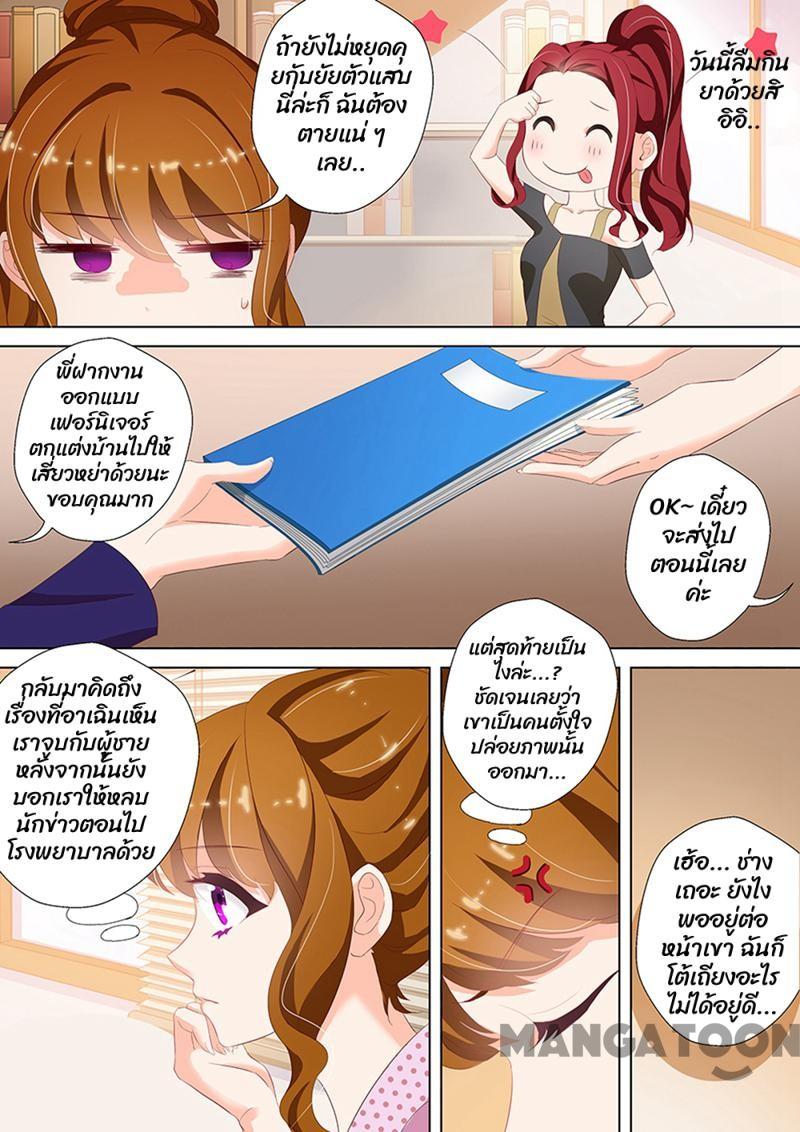 ถ้ายังไม่หยุดคุ
ยกับยัยตัวแสบ
นี่ล่ะก็ ฉันต้อง
ตายแน่ ๆ
เลย..
วันนี้ลืมกิน
ยาด้วยสิ
อิอิ..
พี่ฝากงาน
ออกแบบ
เฟอร์นิเจอร์
ตกแต่งบ้านไปให้
เสี่ยวหย่าด้วยนะ
ขอบคุณมาก
OK~ เดี๋ยว
จะส่งไป
ตอนนี้เลย
ค่ะ
กลับมาคิดถึง
เรื่องที่อาเฉินเห็น
เราจูบกับผู้ชาย
หลังจากนั้นยัง
บอกเราให้หลบ
นักข่าวตอนไป
โรงพยาบาลด้วย
แต่สุดท้ายเป็น
ไงล่ะ...?
ชัดเจนเลยว่า
เขาเป็นคนตั้งใจ
ปล่อยภาพนั้น
ออกมา...
เฮ้อ... ช่าง
เถอะ ยังไง
พออยู่ต่อ
หน้าเขา ฉันก็
โต้เถียงอะไร
ไม่ได้อยู่ดี...
MANGATOON